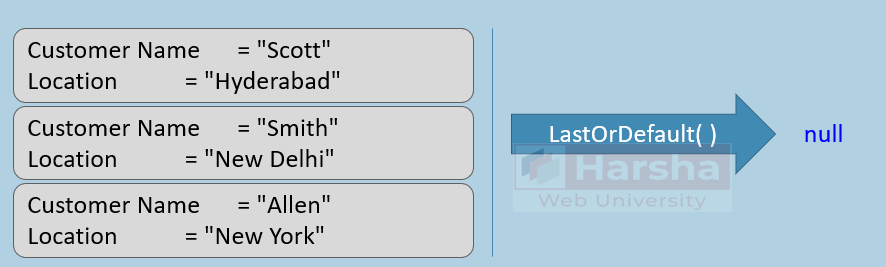 Customer Name = "Scott"
Location = "Hyderabad"
Customer Name = "Smith"
Location = "New Delhi"
Customer Name = "Allen"
Location = "New York"
LastOrDefault( )
null
Harsha
Web University